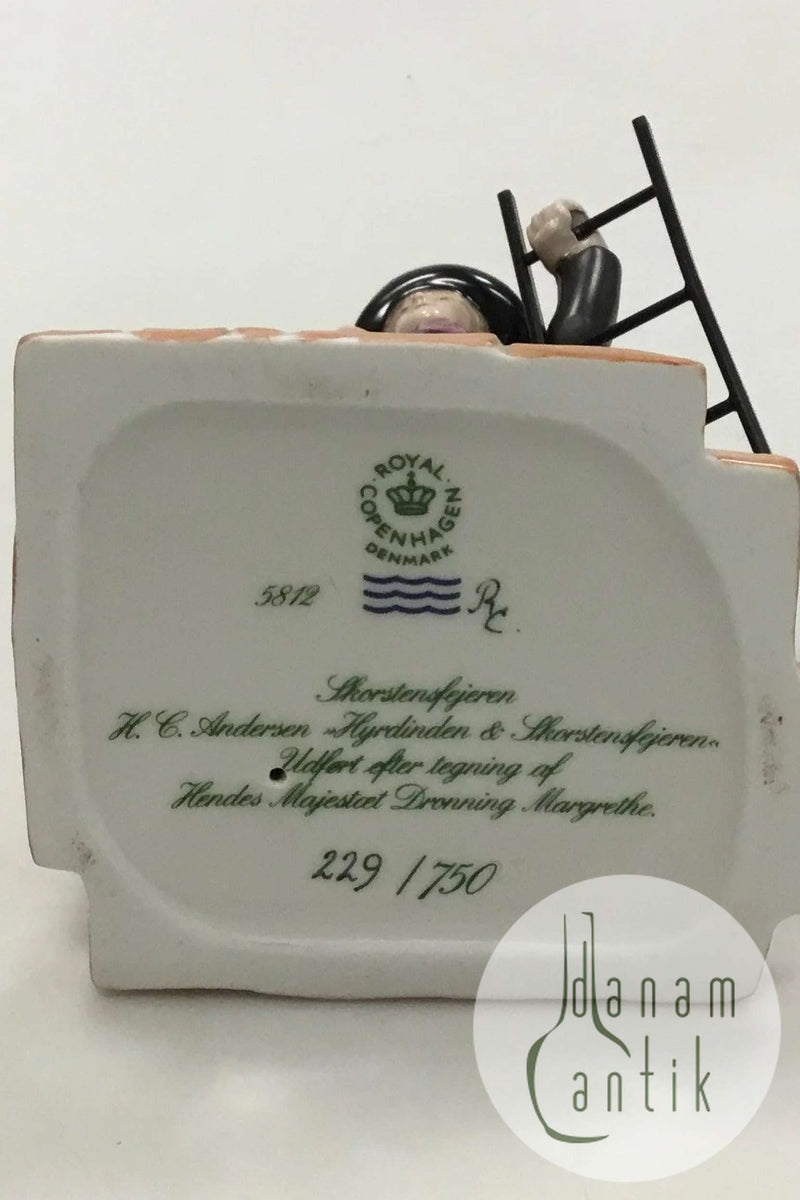 ROYAL
COPENHAGEN
DENMARK
5812
RC.
Skorstensfejeren
H. C. Andersen »Hyrdinden & Skorstensfejeren«
Udført efter tegning af
Hendes Majestæt Dronning Margrethe.
229 / 750
danam
antik